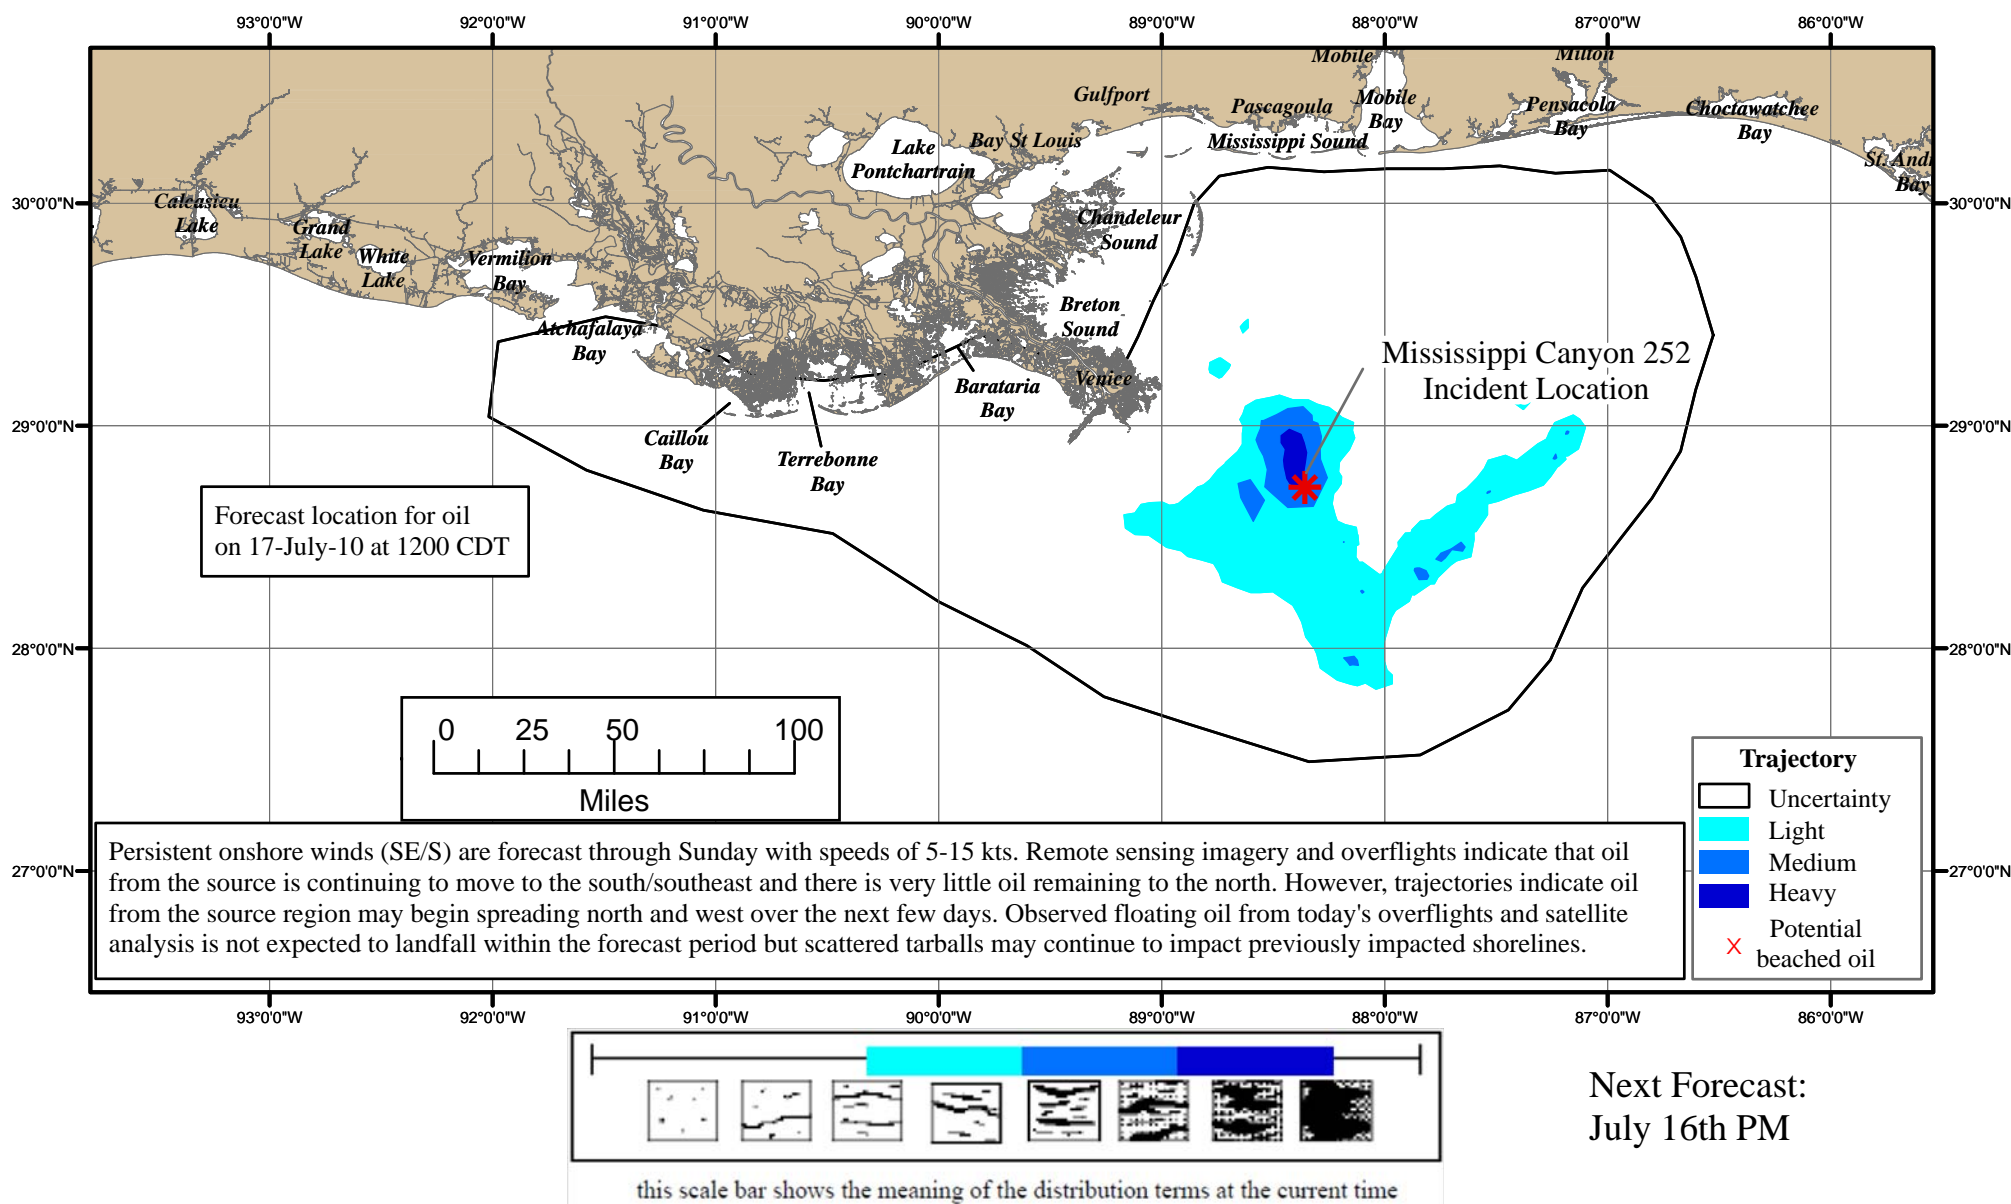 93°0'0"W 92°0'0"W 91°0'0"W 90°0'0"W 89°0'0"W 88°0'0"W 87°0'0"W 86°0'0"W
Mobile
Milton
Gulfport
Pascagoula
Mobile
Bay
Pensacola
Bay
Choctawatchee
Bay
Bay St Louis
Mississippi Sound
Lake
Pontchartrain
St. And
Bay
30°0'0"N
30°0'0"N
Calcasieu
Lake
Grand
Lake
White
Lake
Vermilion
Bay
Chandeleur
Sound
Breton
Sound
Atchafalaya
Bay
Venice
Barataria
Bay
Mississippi Canyon 252
Incident Location
29°0'0"N
29°0'0"N
Caillou
Bay
Terrebonne
Bay
Forecast location for oil
on 17-July-10 at 1200 CDT
28°0'0"N
28°0'0"N
0 25 50 100
Miles
Trajectory
Uncertainty
Light
Medium
Heavy
Potential
beached oil
27°0'0"N
27°0'0"N
Persistent onshore winds (SE/S) are forecast through Sunday with speeds of 5-15 kts. Remote sensing imagery and overflights indicate that oil
from the source is continuing to move to the south/southeast and there is very little oil remaining to the north. However, trajectories indicate oil
from the source region may begin spreading north and west over the next few days. Observed floating oil from today's overflights and satellite
analysis is not expected to landfall within the forecast period but scattered tarballs may continue to impact previously impacted shorelines.
93°0'0"W 92°0'0"W 91°0'0"W 90°0'0"W 89°0'0"W 88°0'0"W 87°0'0"W 86°0'0"W
Next Forecast:
July 16th PM
this scale bar shows the meaning of the distribution terms at the current time